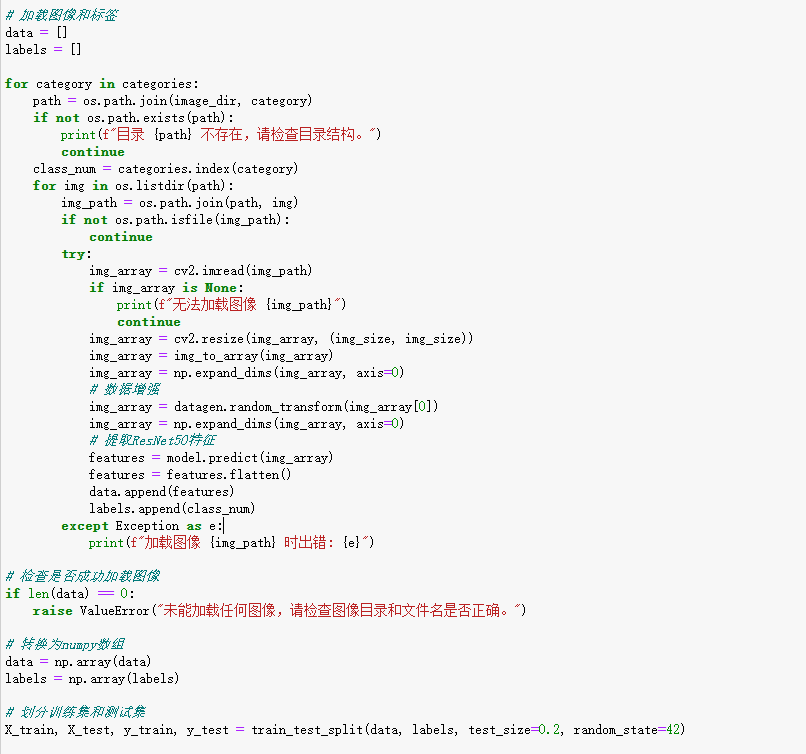 # 加载图像和标签
data = []
labels = []
for category in categories:
    path = os.path.join(image_dir, category)
    if not os.path.exists(path):
        print(f"目录 {path} 不存在，请检查目录结构。")
        continue
    class_num = categories.index(category)
    for img in os.listdir(path):
        img_path = os.path.join(path, img)
        if not os.path.isfile(img_path):
            continue
        try:
            img_array = cv2.imread(img_path)
            if img_array is None:
                print(f"无法加载图像 {img_path}")
                continue
            img_array = cv2.resize(img_array, (img_size, img_size))
            img_array = img_to_array(img_array)
            img_array = np.expand_dims(img_array, axis=0)
            # 数据增强
            img_array = datagen.random_transform(img_array[0])
            img_array = np.expand_dims(img_array, axis=0)
            # 提取ResNet50特征
            features = model.predict(img_array)
            features = features.flatten()
            data.append(features)
            labels.append(class_num)
        except Exception as e:
            print(f"加载图像 {img_path} 时出错: {e}")
# 检查是否成功加载图像
if len(data) == 0:
    raise ValueError("未能加载任何图像，请检查图像目录和文件名是否正确。")
# 转换为numpy数组
data = np.array(data)
labels = np.array(labels)
# 划分训练集和测试集
X_train, X_test, y_train, y_test = train_test_split(data, labels, test_size=0.2, random_state=42)